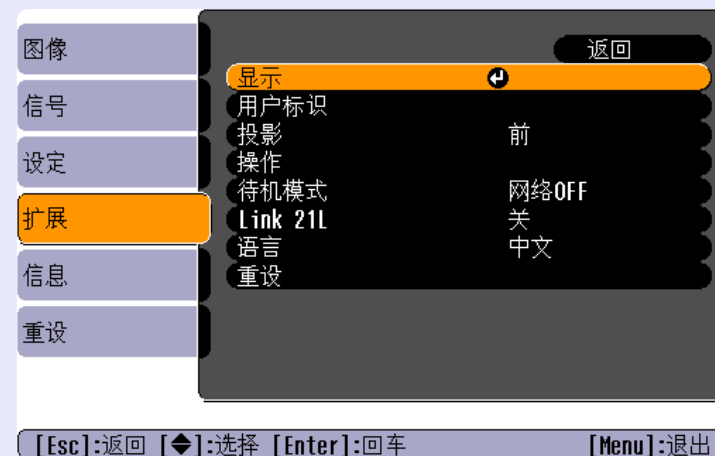 图像
信号
设定
扩展
信息
重设
返回
显示
用户标识
投影 前
操作
待机模式 网络OFF
Link 21L 关
语言 中文
重设
[Esc]:返回 [◆]:选择 [Enter]:回车 [Menu]:退出